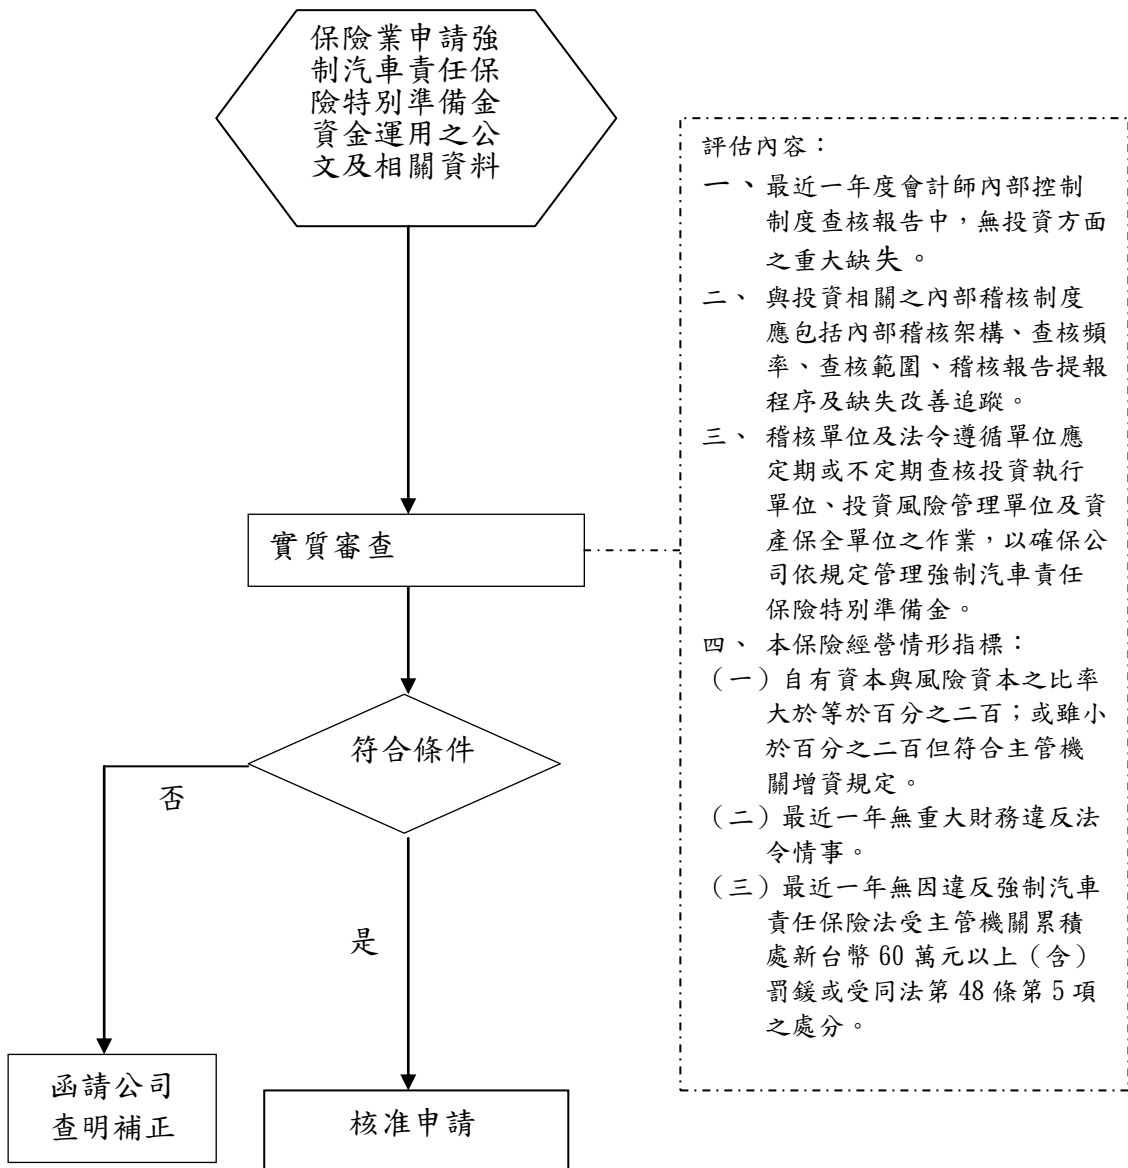 保險業申請強
制汽車責任保
險特別準備金
資金運用之公
文及相關資料
實質審查
符合條件
否
是
函請公司
查明補正
核准申請
評估內容：
一、最近一年度會計師內部控制
制度查核報告中，無投資方面
之重大缺失。
二、與投資相關之內部稽核制度
應包括內部稽核架構、查核頻
率、查核範圍、稽核報告提報
程序及缺失改善追蹤。
三、稽核單位及法令遵循單位應
定期或不定期查核投資執行
單位、投資風險管理單位及資
產保全單位之作業，以確保公
司依規定管理強制汽車責任
保險特別準備金。
四、本保險經營情形指標：
（一）自有資本與風險資本之比率
大於等於百分之二百；或雖小
於百分之二百但符合主管機
關增資規定。
（二）最近一年無重大財務違反法
令情事。
（三）最近一年無因違反強制汽車
責任保險法受主管機關累積
處新台幣 60 萬元以上（含）
罰鍰或受同法第 48 條第 5 項
之處分。